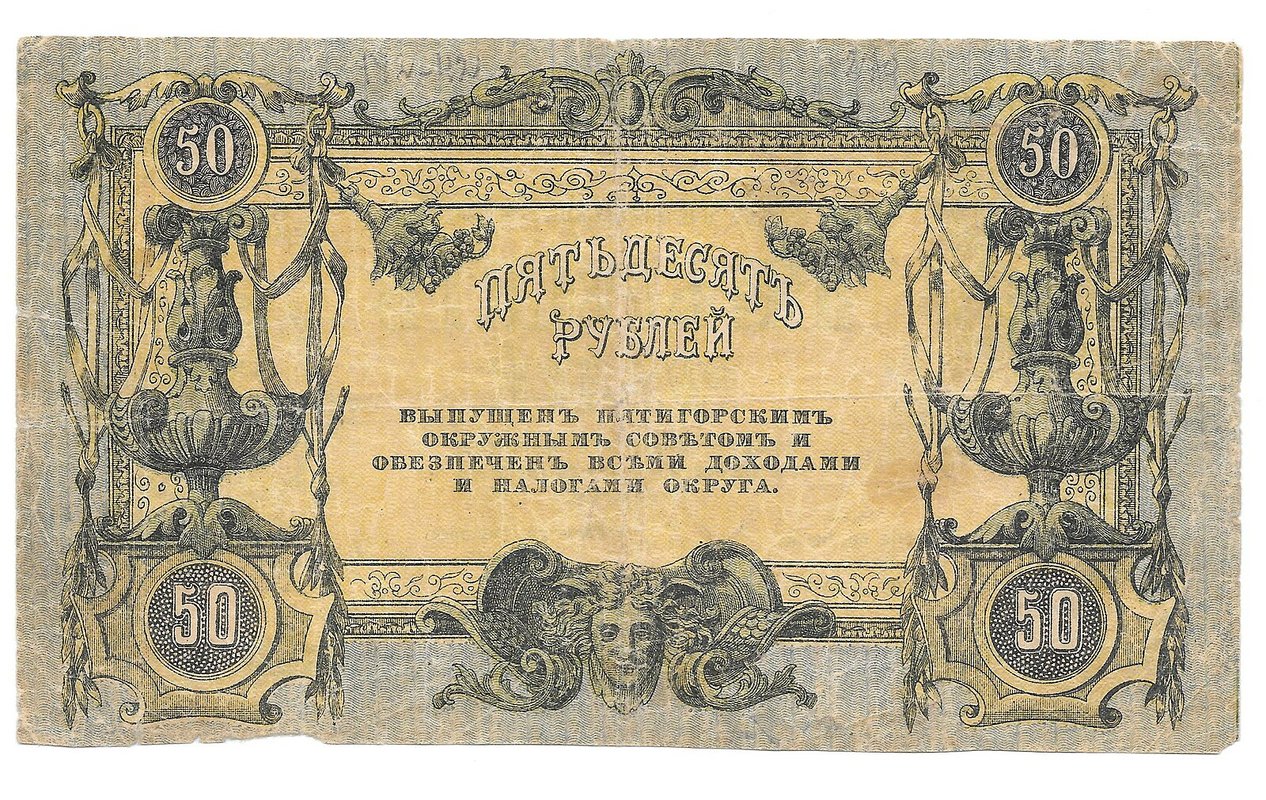 50
50
ПЯТЬДЕСЯТЪ
РУБЛЕЙ
ВЫПУЩЕНЪ ПЯТИГОРСКИМЪ
ОКРУЖНЫМЪ СОВѢТОМЪ И
ОБЕЗПЕЧЕНЪ ВСѢМИ ДОХОДАМИ
И НАЛОГАМИ ОКРУГА.
50
50